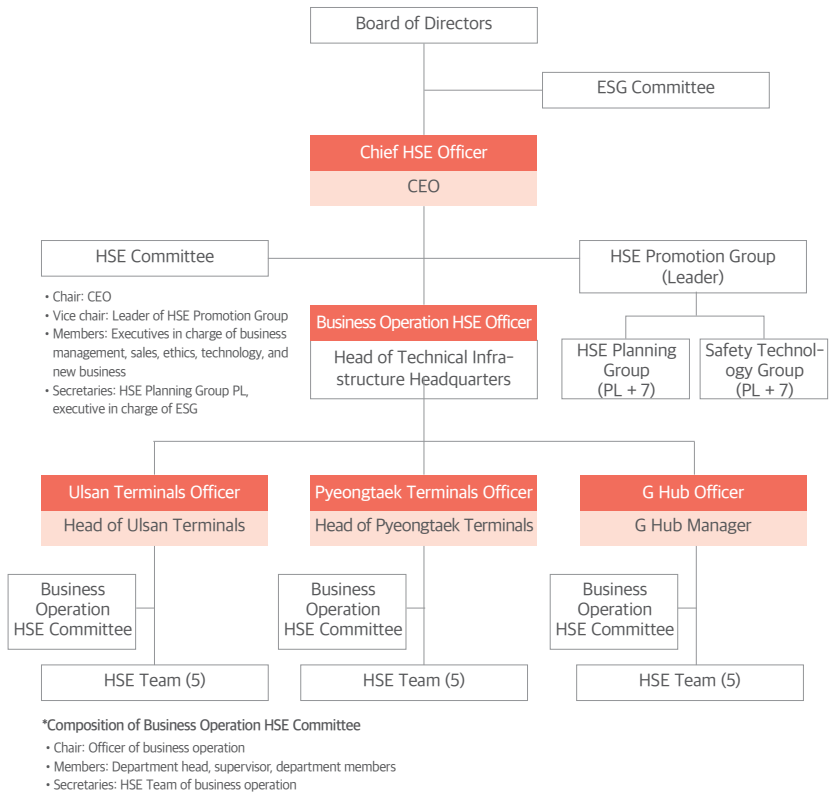 Board of Directors
ESG Committee
Chief HSE Officer
CEO
HSE Committee
• Chair: CEO
• Vice chair: Leader of HSE Promotion Group
• Members: Executives in charge of business
management, sales, ethics, technology, and
new business
• Secretaries: HSE Planning Group PL,
executive in charge of ESG
HSE Promotion Group
(Leader)
Business Operation HSE Officer
Head of Technical Infra-
structure Headquarters
HSE Planning
Group
(PL + 7)
Safety Technol-
ogy Group
(PL + 7)
Ulsan Terminals Officer
Head of Ulsan Terminals
Pyeongtaek Terminals Officer
Head of Pyeongtaek Terminals
G Hub Officer
G Hub Manager
Business
Operation
HSE Committee
Business
Operation
HSE Committee
Business
Operation
HSE Committee
HSE Team (5)
HSE Team (5)
HSE Team (5)
*Composition of Business Operation HSE Committee
• Chair: Officer of business operation
• Members: Department head, supervisor, department members
• Secretaries: HSE Team of business operation